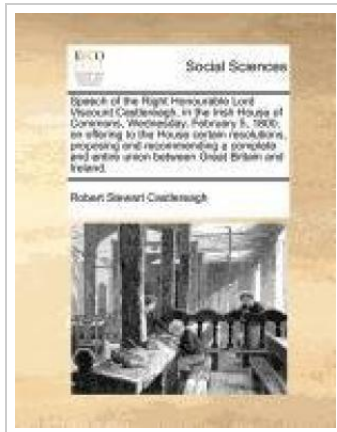 ECCO
Social Sciences
Speech of the Right Honourable Lord
Viscount Castlereagh, in the Irish House of
Commons, Wednesday, February 5, 1800;
on offering to the House certain resolutions,
proposing and recommending a complete
and entire union between Great Britain and
Ireland.
Robert Stewart Castlereagh